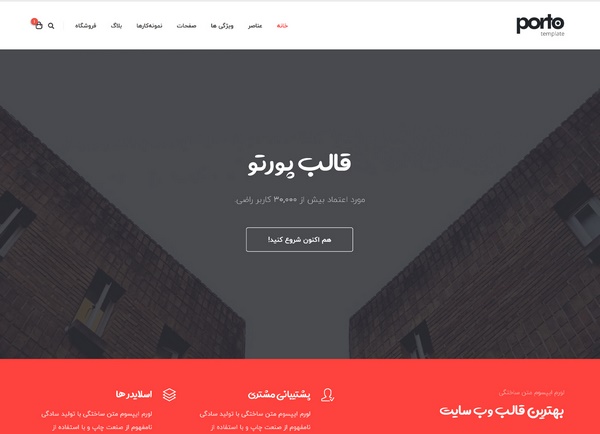 porto
template
خانه
عناصر
ویژگی ها
صفحات
نمونه‌کارها
بلاگ
فروشگاه
قالب پورتو
مورد اعتماد بیش از ۳۰,۰۰۰ کاربر راضی.
هم اکنون شروع کنید!
لورم ایپسوم متن ساختگی
بهترین قالب وب سایت
پشتیبانی مشتری
لورم ایپسوم متن ساختگی با تولید سادگی
نامفهوم از صنعت چاپ و با استفاده از
اسلایدرها
لورم ایپسوم متن ساختگی با تولید سادگی
نامفهوم از صنعت چاپ و با استفاده از